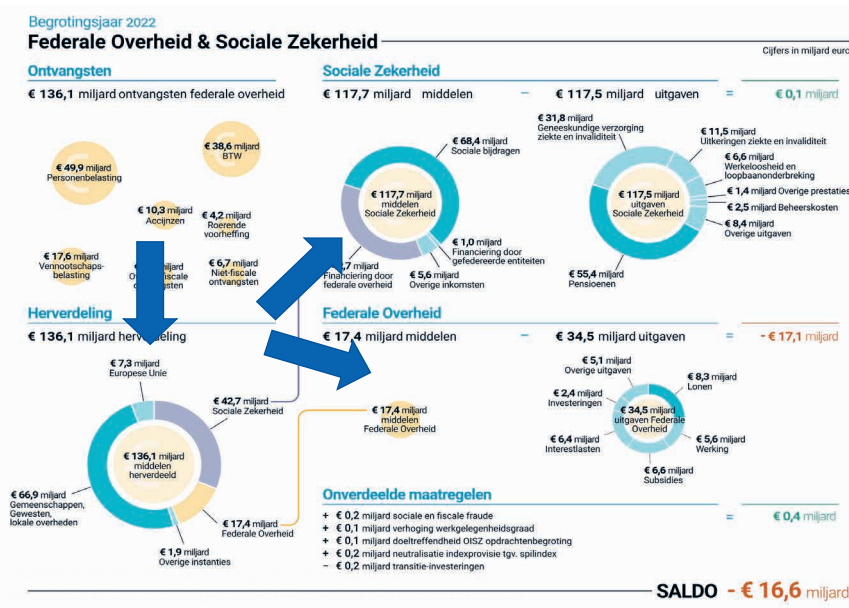 Begrotingsjaar 2022
Federale Overheid & Sociale Zekerheid
Cijfers in miljard euro
Ontvangsten
€ 136,1 miljard ontvangsten federale overheid
€ 49,9 miljard
Personenbelasting
€ 38,6 miljard
BTW
€ 10,3 miljard
Accijnzen
€ 4,2 miljard
Roerende
voorheffing
€ 17,6 miljard
Vennootschaps-
belasting
miljard
€ 6,7 miljard
Niet-fiscale
ontvangsten
Sociale Zekerheid
€ 117,7 miljard middelen – € 117,5 miljard uitgaven = € 0,1 miljard
€ 68,4 miljard
Sociale bijdragen
€ 117,7 miljard
middelen
Sociale Zekerheid
€ 1,0 miljard
Financiering door
gefedereerde entiteiten
€ 5,6 miljard
Overige inkomsten
,7 miljard
Financiering door
federale overheid
€ 31,8 miljard
Geneeskundige verzorging
ziekte en invaliditeit
€ 11,5 miljard
Uitkeringen ziekte en invaliditeit
€ 6,6 miljard
Werkeloosheid en
loopbaanonderbreking
€ 1,4 miljard Overige prestaties
€ 2,5 miljard Beheerskosten
€ 8,4 miljard
Overige uitgaven
€ 117,5 miljard
uitgaven
Sociale Zekerheid
€ 55,4 miljard
Pensioenen
Herverdeling
€ 136,1 miljard herverdeling
€ 7,3 miljard
Europese Unie
€ 42,7 miljard
Sociale Zekerheid
€ 136,1 miljard
middelen
herverdeeld
€ 66,9 miljard
Gemeenschappen,
Gewesten,
lokale overheden
€ 17,4 miljard
Federale Overheid
€ 1,9 miljard
Overige instanties
Federale Overheid
€ 17,4 miljard middelen – € 34,5 miljard uitgaven = - € 17,1 miljard
€ 17,4 miljard
middelen
Federale Overheid
€ 5,1 miljard
Overige uitgaven
€ 8,3 miljard
Lonen
€ 2,4 miljard
Investeringen
€ 34,5 miljard
uitgaven Federale
Overheid
€ 6,4 miljard
Interestlasten
€ 5,6 miljard
Werking
€ 6,6 miljard
Subsidies
Onverdeelde maatregelen
+ € 0,2 miljard sociale en fiscale fraude = € 0,4 miljard
+ € 0,1 miljard verhoging werkgelegenheidsgraad
+ € 0,1 miljard doeltreffendheid OISZ opdrachtenbegroting
+ € 0,2 miljard neutralisatie indexprovisie tgv. spilindex
– € 0,2 miljard transitie-investeringen
SALDO - € 16,6 miljard